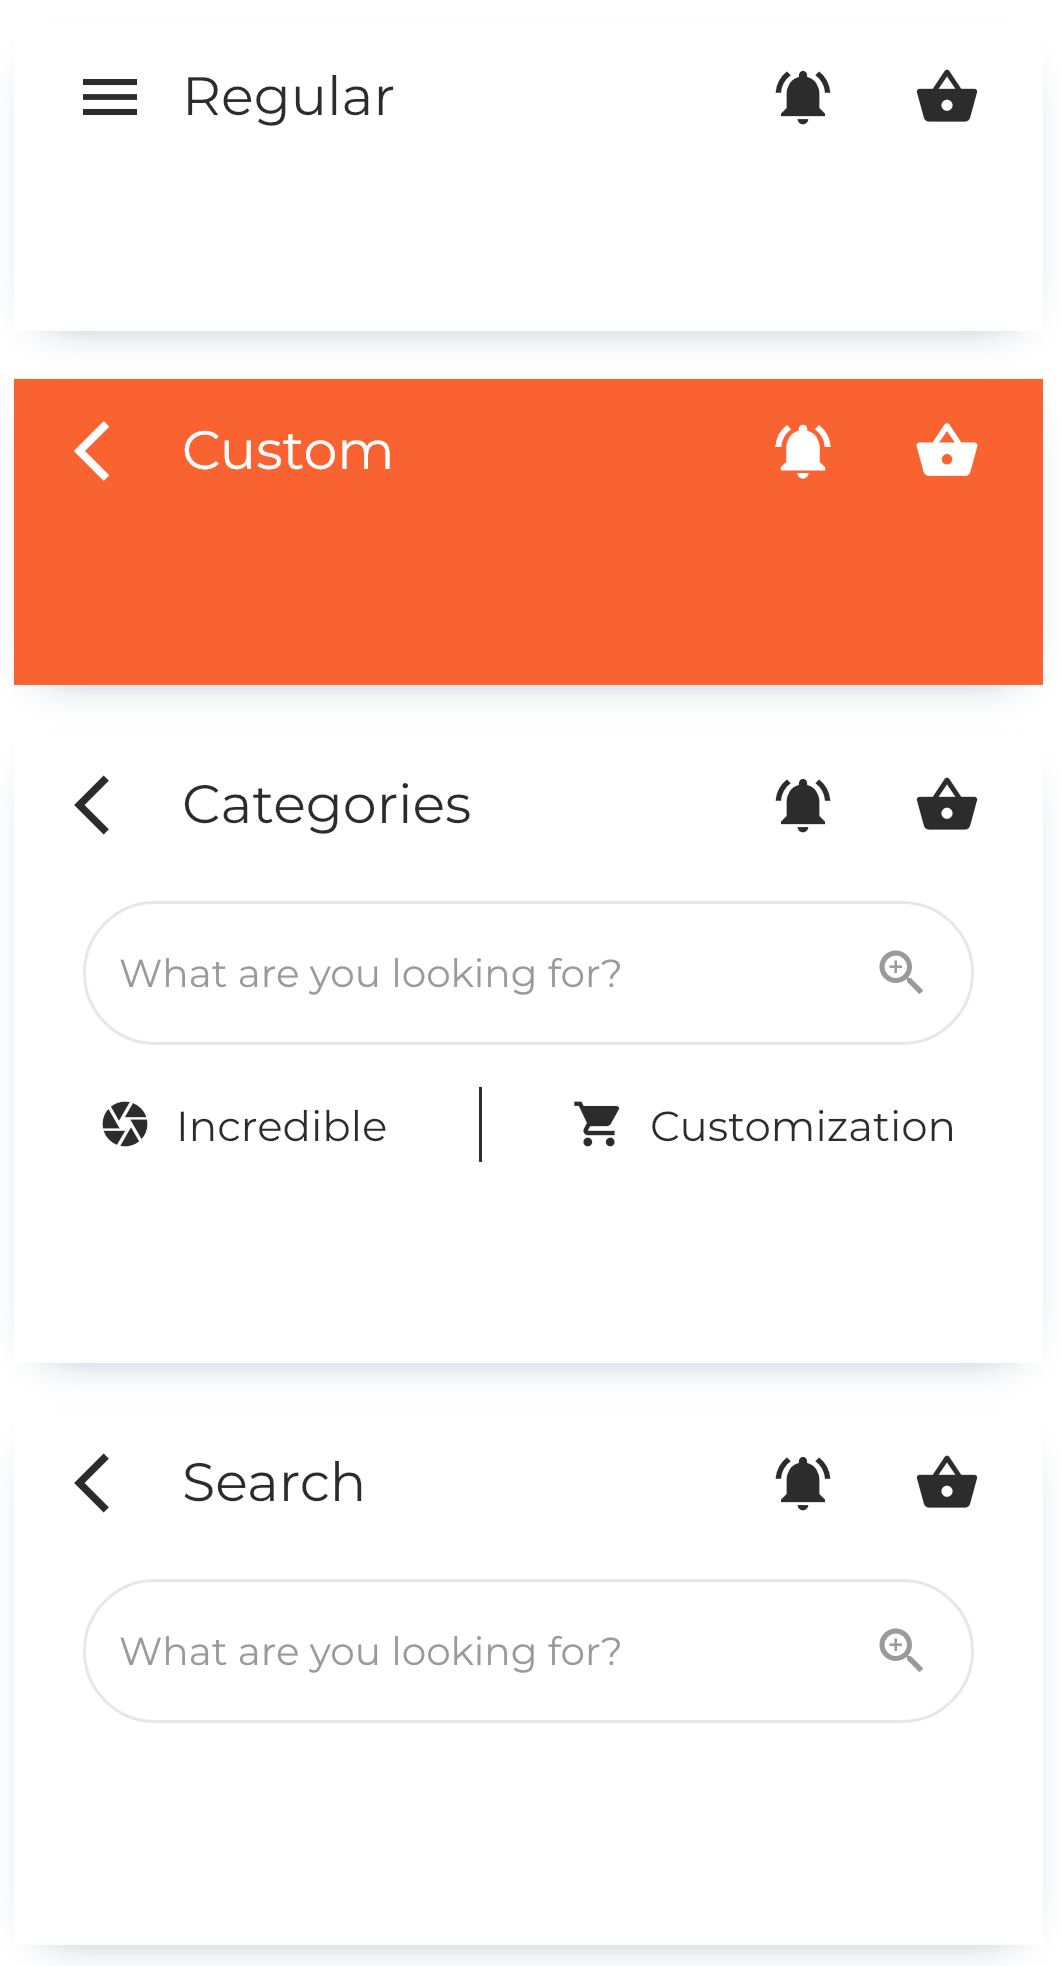 Regular
Custom
Categories
What are you looking for?
Incredible
Customization
Search
What are you looking for?